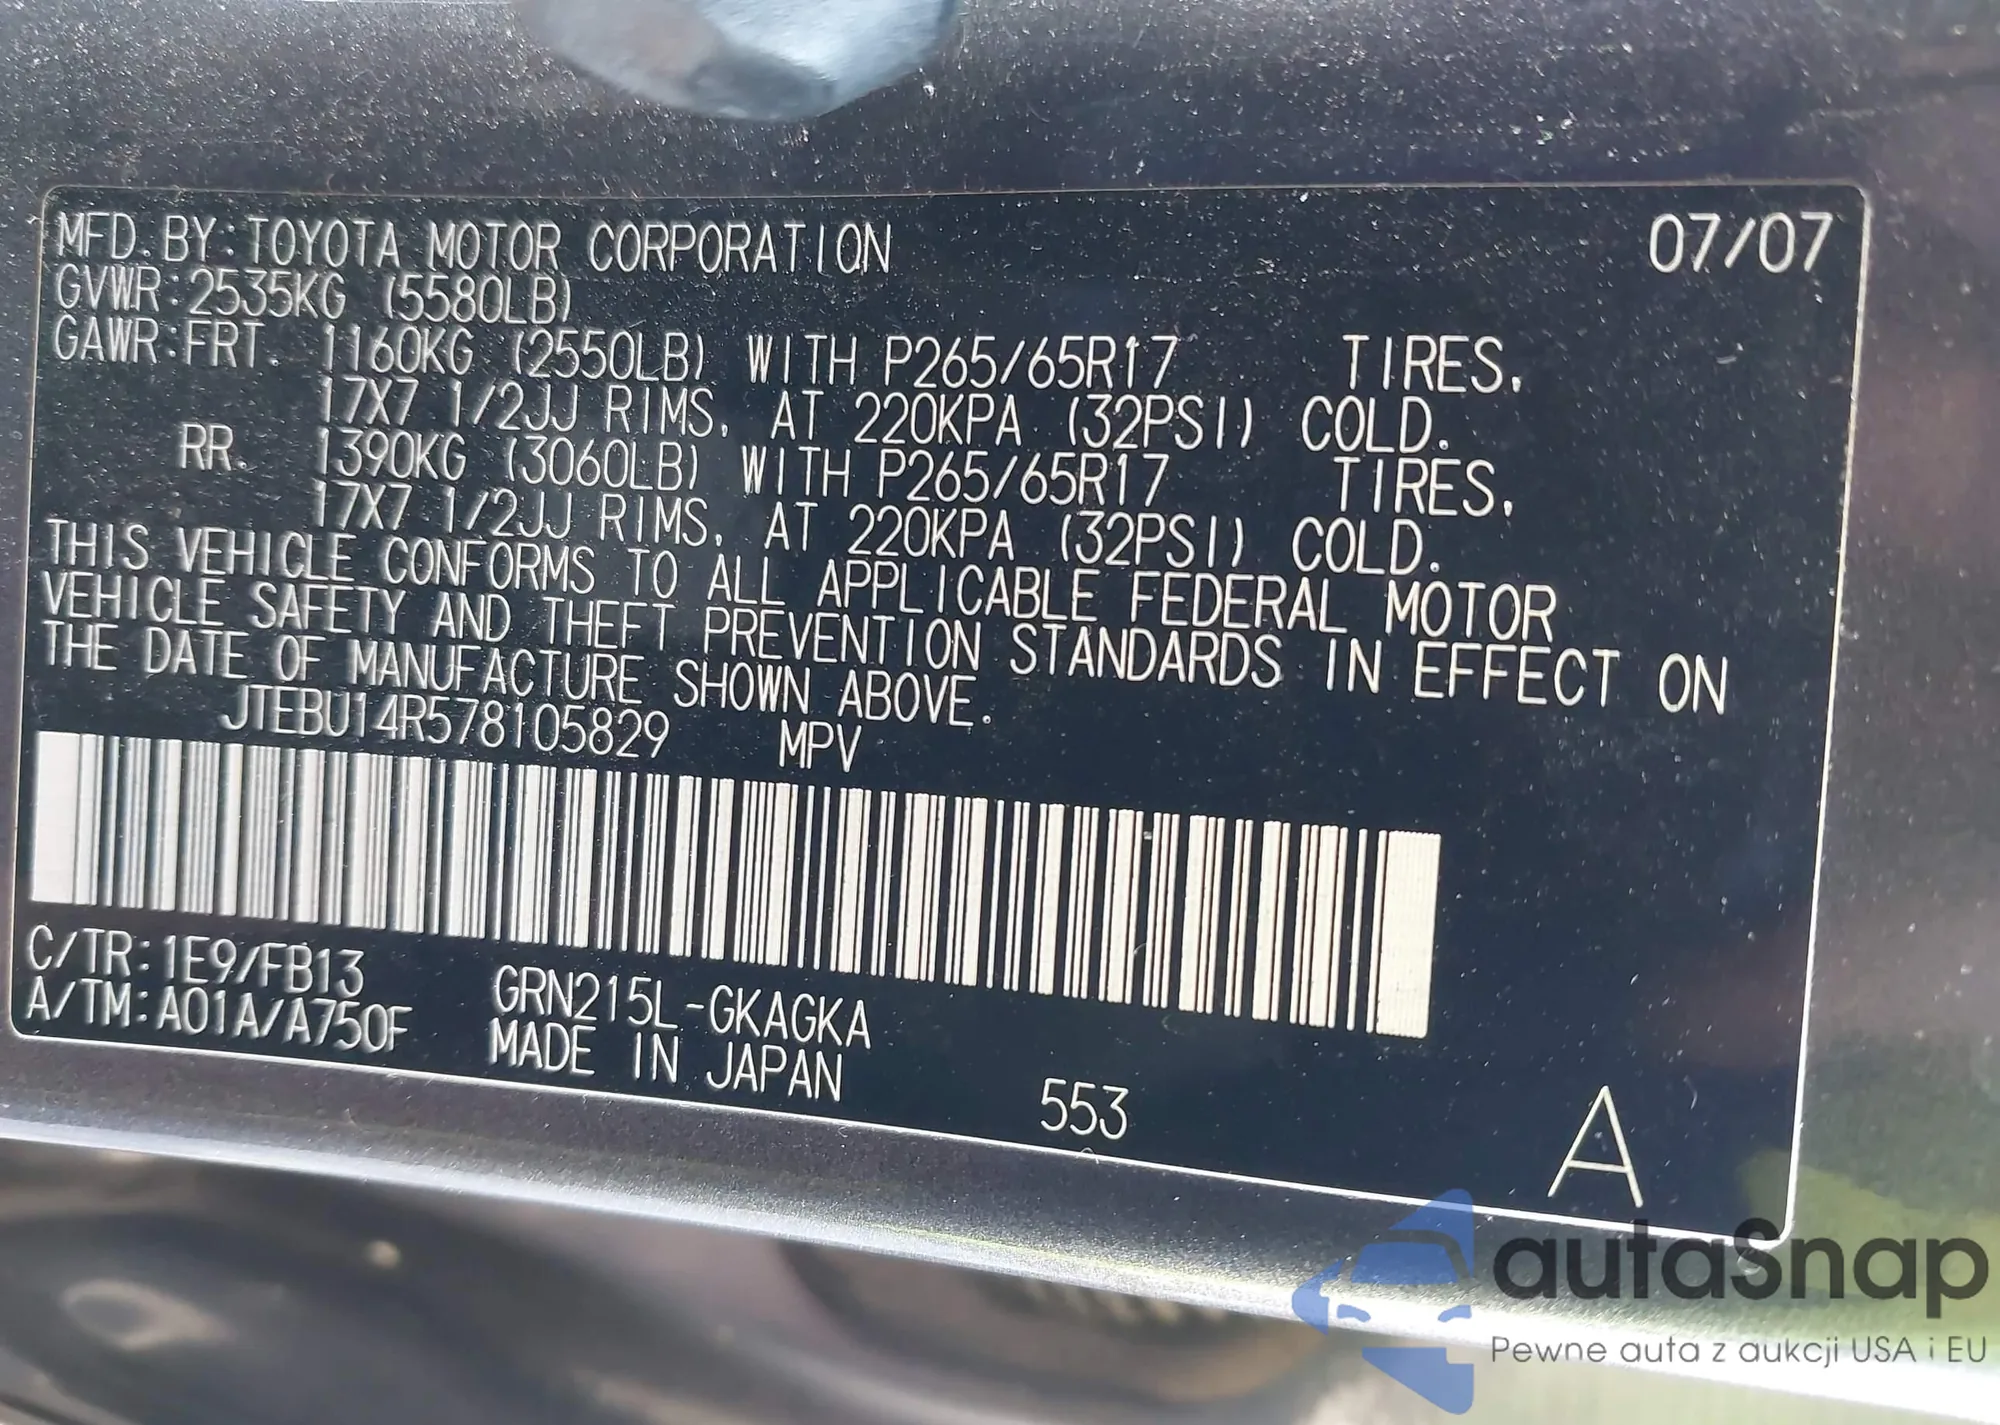 MFD. BY: TOYOTA MOTOR CORPORATION 07/07
GVWR: 2535KG (5580LB)
GAWR: FRT. 1160KG (2550LB) WITH P265/65R17 TIRES,
17X7 1/2JJ RIMS, AT 220KPA (32PSI) COLD.
RR. 1390KG (3060LB) WITH P265/65R17 TIRES,
17X7 1/2JJ RIMS, AT 220KPA (32PSI) COLD.
THIS VEHICLE CONFORMS TO ALL APPLICABLE FEDERAL MOTOR
VEHICLE SAFETY AND THEFT PREVENTION STANDARDS IN EFFECT ON
THE DATE OF MANUFACTURE SHOWN ABOVE.
JTEBU14R578105829 MPV
C/TR: 1E9/FB13
A/TM: A01A/A750F
GRN215L-GKAGKA
MADE IN JAPAN
553
A
autaSnap
Pewne auta z aukcji USA i EU